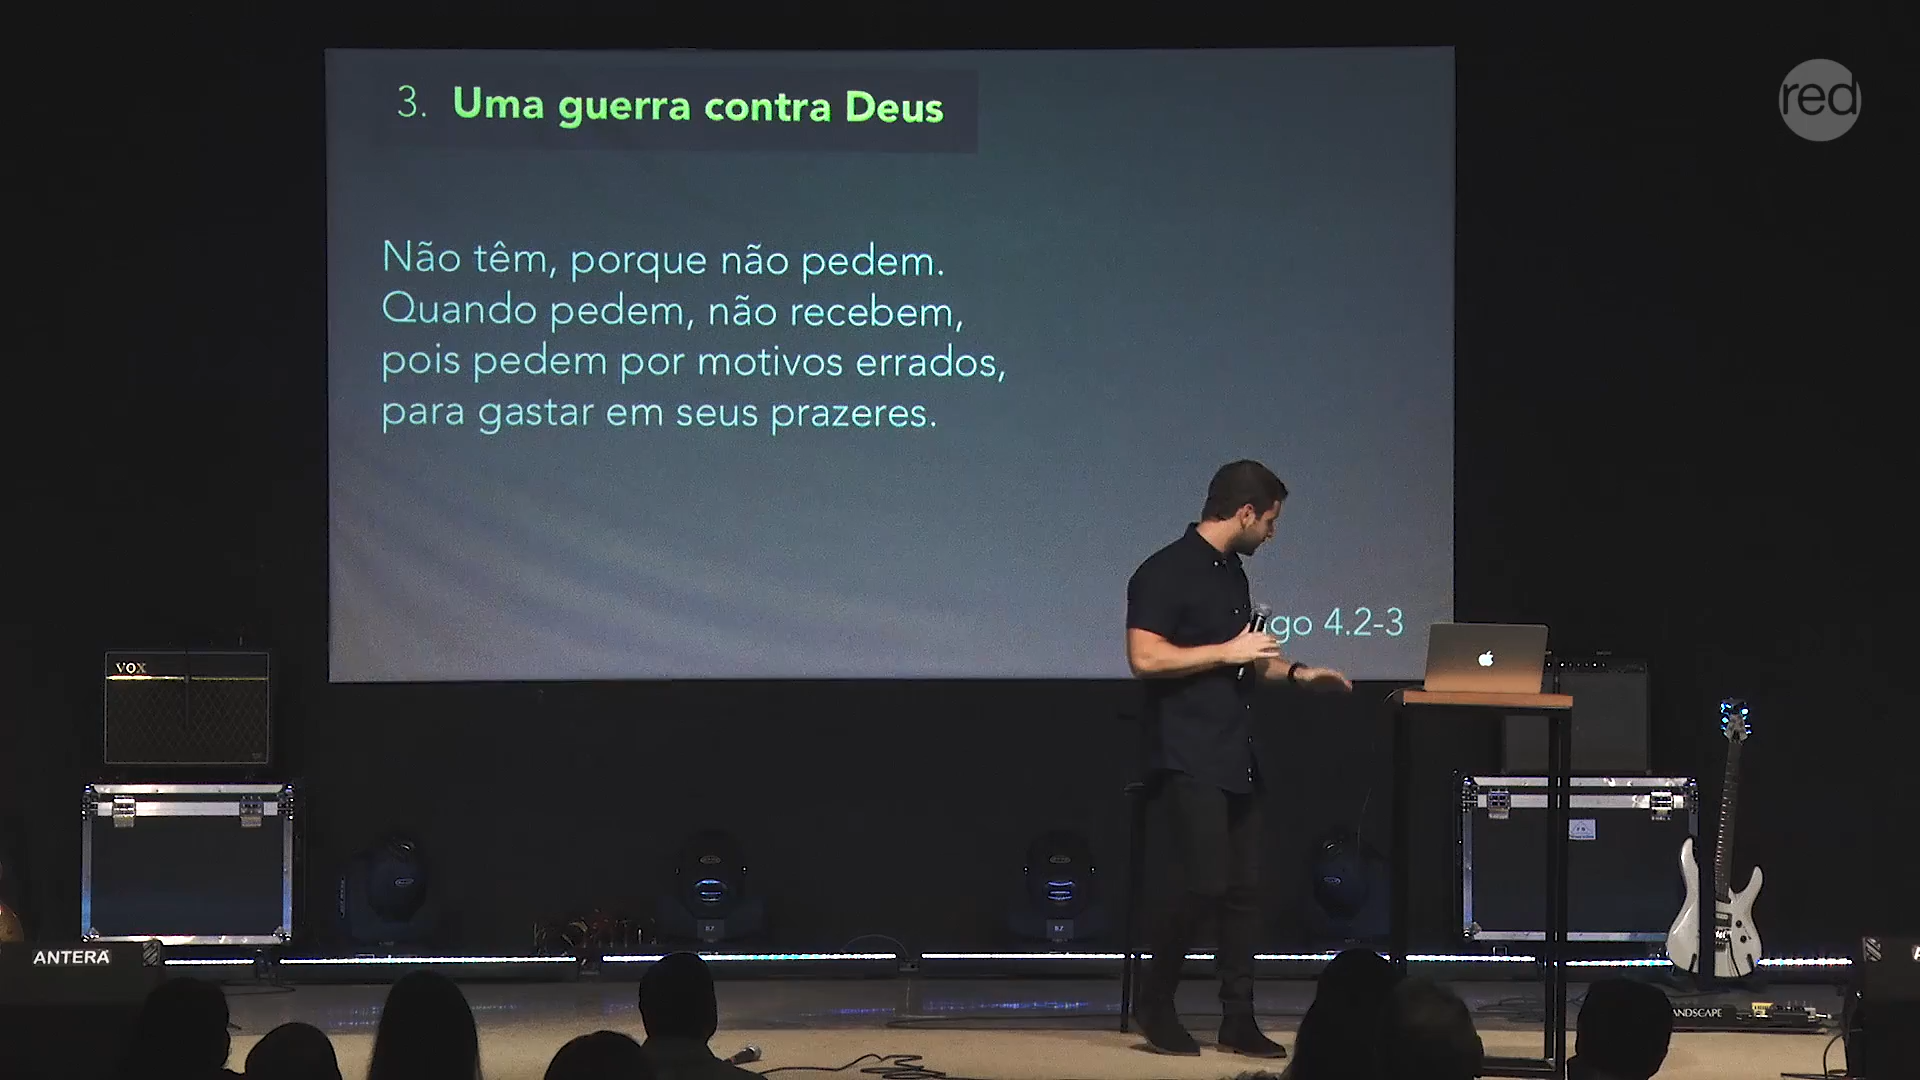 red
3. Uma guerra contra Deus
Não têm, porque não pedem.
Quando pedem, não recebem,
pois pedem por motivos errados,
para gastar em seus prazeres.
go 4.2-3
VOX
ANTERA
ANDSCAPE